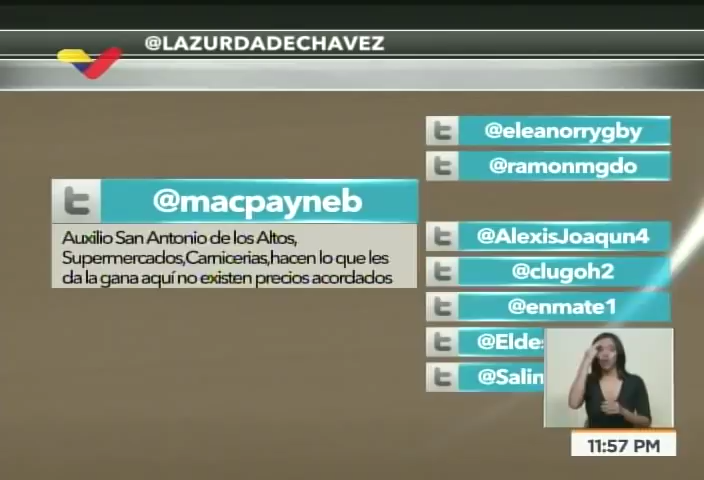 @LAZURDADECHAVEZ
@eleanorrygby
@ramonmgdo
@macpayneb
Auxilio San Antonio de los Altos,
Supermercados,Carnicerias,hacen lo que les
da la gana aquí no existen precios acordados
@AlexisJoaqun4
@clugoh2
@enmate1
11:57 PM